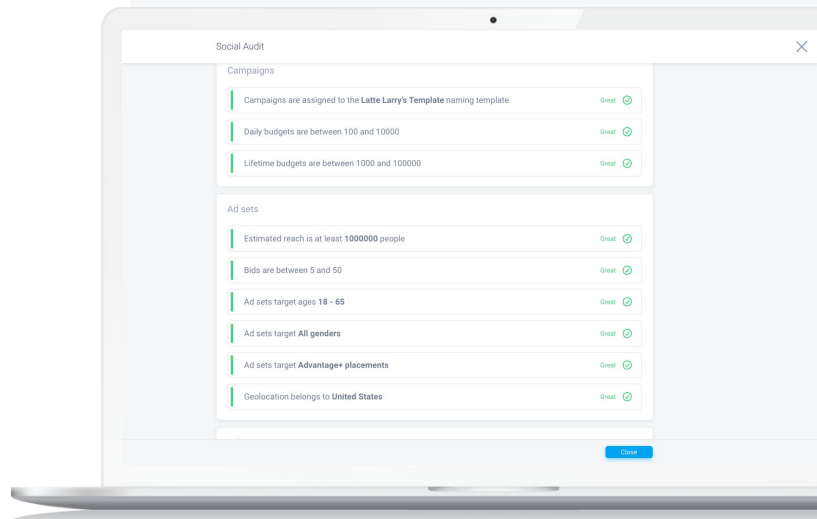 Social Audit
Campaigns
Campaigns are assigned to the Latte Larry's Template naming template Great
Daily budgets are between 100 and 10000 Great
Lifetime budgets are between 1000 and 100000 Great
Ad sets
Estimated reach is at least 1000000 people Great
Bids are between 5 and 50 Great
Ad sets target ages 18 - 65 Great
Ad sets target All genders Great
Ad sets target Advantage+ placements Great
Geolocation belongs to United States Great
Close